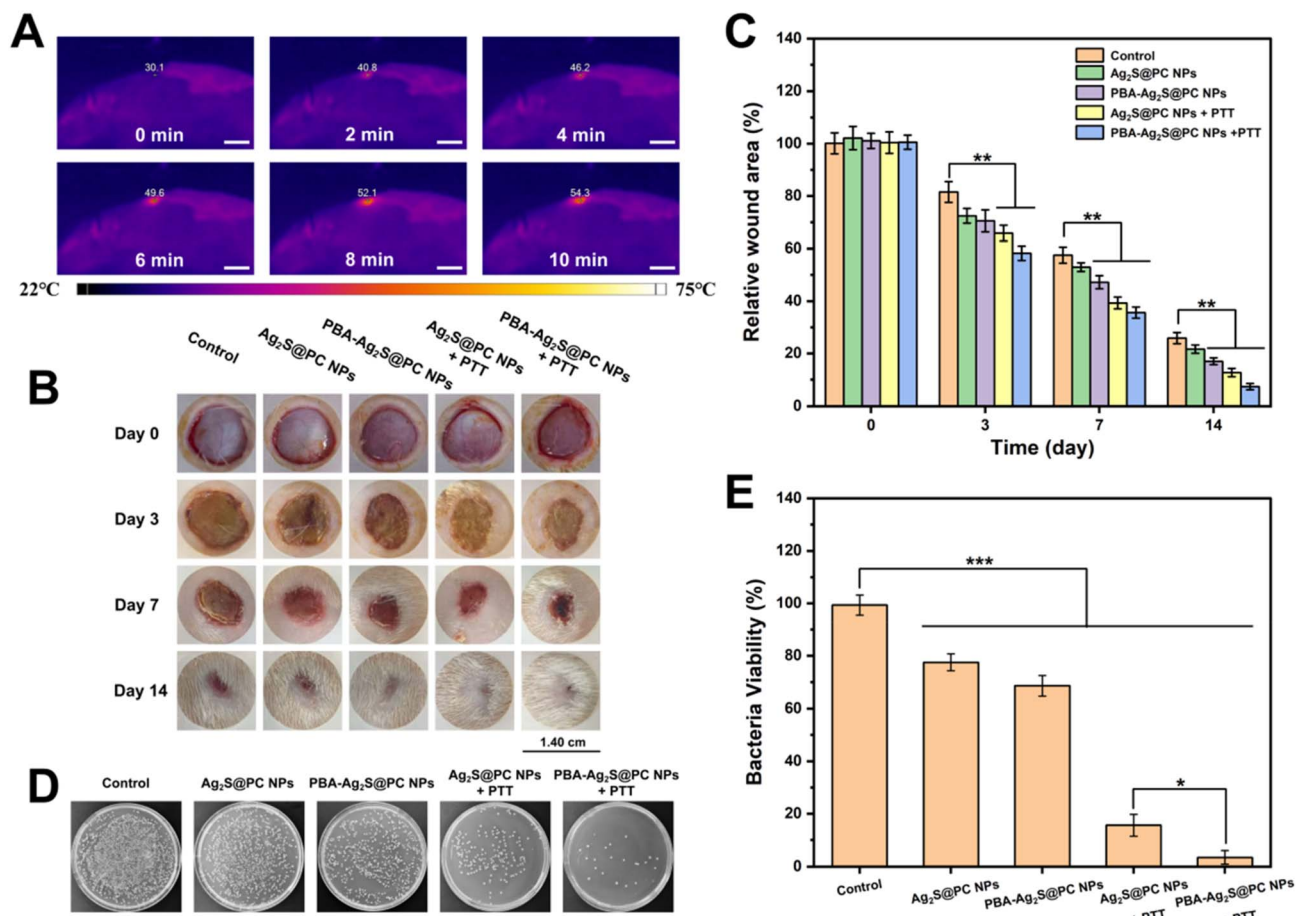 A
30.1
40.8
46.2
0 min
2 min
4 min
49.6
52.1
54.3
6 min
8 min
10 min
22°C
75°C
B
Control
Ag₂S@PC NPs
PBA-Ag₂S@PC NPs
Ag₂S@PC NPs
+ PTT
PBA-Ag₂S@PC NPs
+ PTT
Day 0
Day 3
Day 7
Day 14
1.40 cm
C
Relative wound area (%)
140
120
100
80
60
40
20
0
Control
Ag₂S@PC NPs
PBA-Ag₂S@PC NPs
Ag₂S@PC NPs + PTT
PBA-Ag₂S@PC NPs +PTT
**
**
**
0
3
7
14
Time (day)
D
Control
Ag₂S@PC NPs
PBA-Ag₂S@PC NPs
Ag₂S@PC NPs
+ PTT
PBA-Ag₂S@PC NPs
+ PTT
E
Bacteria Viability (%)
140
120
100
80
60
40
20
0
***
*
Control
Ag₂S@PC NPs
PBA-Ag₂S@PC NPs
Ag₂S@PC NPs
+ PTT
PBA-Ag₂S@PC NPs
+ PTT